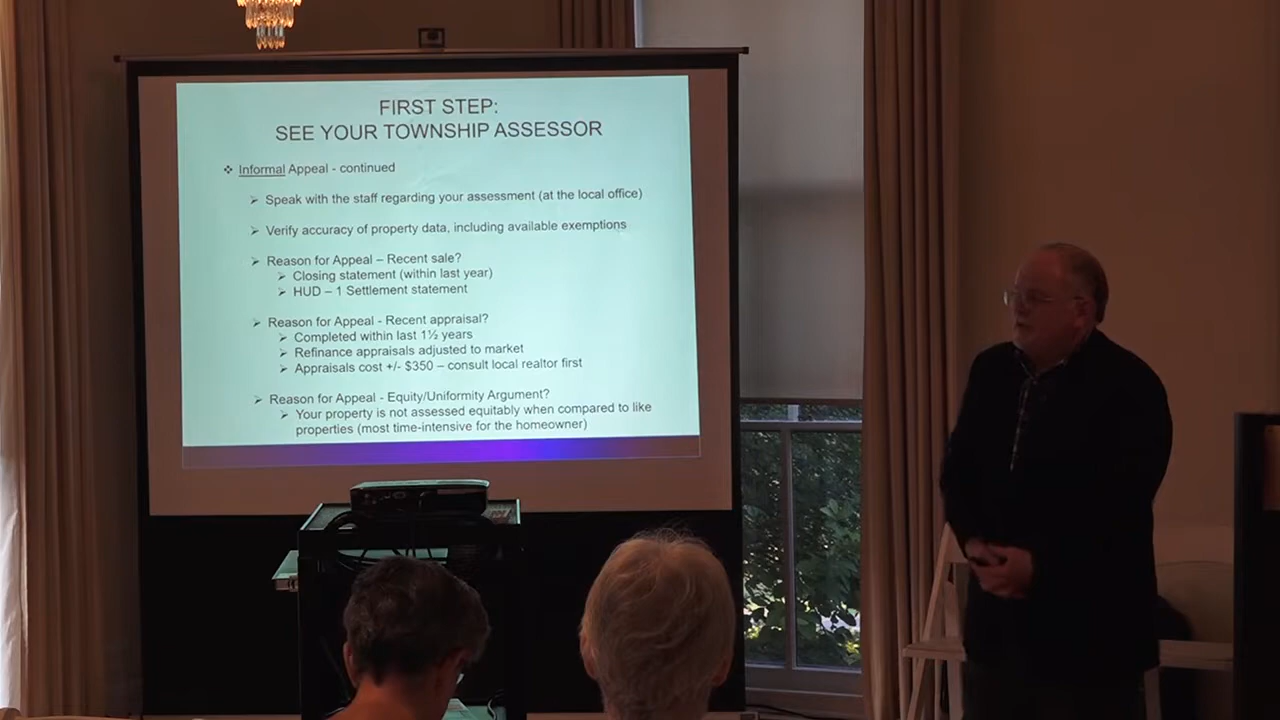 FIRST STEP:
SEE YOUR TOWNSHIP ASSESSOR
❖ Informal Appeal - continued
➢ Speak with the staff regarding your assessment (at the local office)
➢ Verify accuracy of property data, including available exemptions
➢ Reason for Appeal – Recent sale?
➢ Closing statement (within last year)
➢ HUD – 1 Settlement statement
➢ Reason for Appeal - Recent appraisal?
➢ Completed within last 1½ years
➢ Refinance appraisals adjusted to market
➢ Appraisals cost +/- $350 – consult local realtor first
➢ Reason for Appeal - Equity/Uniformity Argument?
➢ Your property is not assessed equitably when compared to like
properties (most time-intensive for the homeowner)